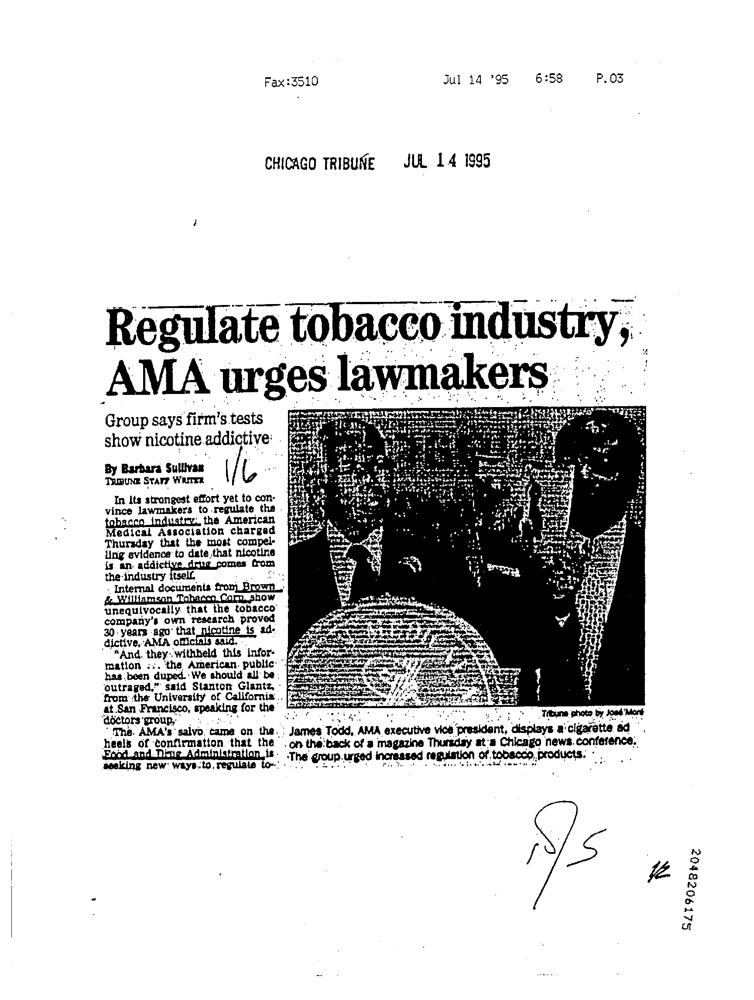 Fax:3510 Jul 14 '95 6:58 P.03
CHICAGO TRIBUNE JUL 14 1995
Regulate tobacco industry,
AMA urges lawmakers
Group says firm's tests
show nicotine addictive
By Barbara Sullivan
TRIBUNE STAFF WRITER
1/6
In its strongest effort yet to con-
vince lawmakers to regulate the
tobacco industry, the American
Medical Association charged
Thursday that the most compel-
ling evidence to date that nicotine
is an addictive drug comes from
the industry itself.
Internal documents from Brown
& Williamson Tobacco Corp. show
unequivocally that the tobacco
company's own research proved
30 years ago that nicotine is ad-
dictive, AMA officials said.
"And they withheld this infor-
mation ... the American public
has been duped. We should all be
outraged," said Stanton Glantz,
from the University of California
at San Francisco, speaking for the
doctors group.
The AMA's salvo came on the
heels of confirmation that the
Food and Drug Administration is
seeking new ways to regulate to-
Tribune photo by José Moré
James Todd, AMA executive vice president, displays a cigarette ad
on the back of a magazine Thursday at a Chicago news conference.
The group urged increased regulation of tobacco products.
2048206175